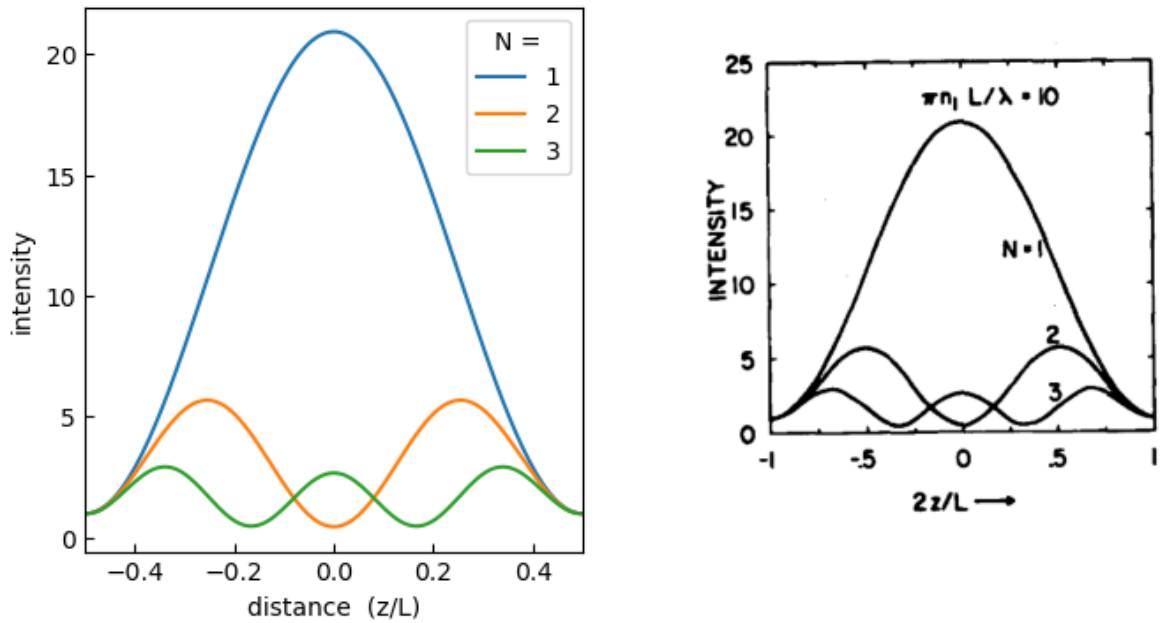 N =
1
2
3
20
15
10
5
0
intensity
−0.4 −0.2 0.0 0.2 0.4
distance (z/L)
25
20
15
10
5
0
INTENSITY
πn₁ L/λ = 10
N = 1
2
3
-1 -.5 0 .5 1
2z/L →